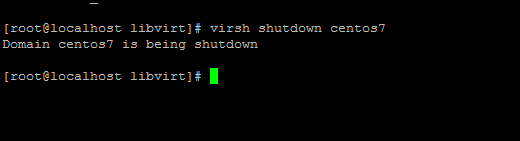 [root@localhost libvirt]# virsh shutdown centos7
Domain centos7 is being shutdown
[root@localhost libvirt]#